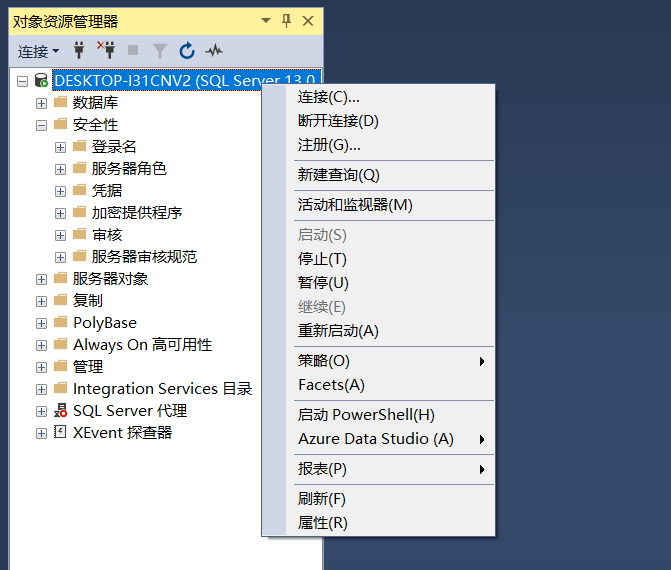 对象资源管理器
连接
DESKTOP-I31CNV2 (SQL Server 13.0
数据库
安全性
登录名
服务器角色
凭据
加密提供程序
审核
服务器审核规范
服务器对象
复制
PolyBase
Always On 高可用性
管理
Integration Services 目录
SQL Server 代理
XEvent 探查器
连接(C)...
断开连接(D)
注册(G)...
新建查询(Q)
活动和监视器(M)
启动(S)
停止(T)
暂停(U)
继续(E)
重新启动(A)
策略(O)
Facets(A)
启动 PowerShell(H)
Azure Data Studio (A)
报表(P)
刷新(F)
属性(R)